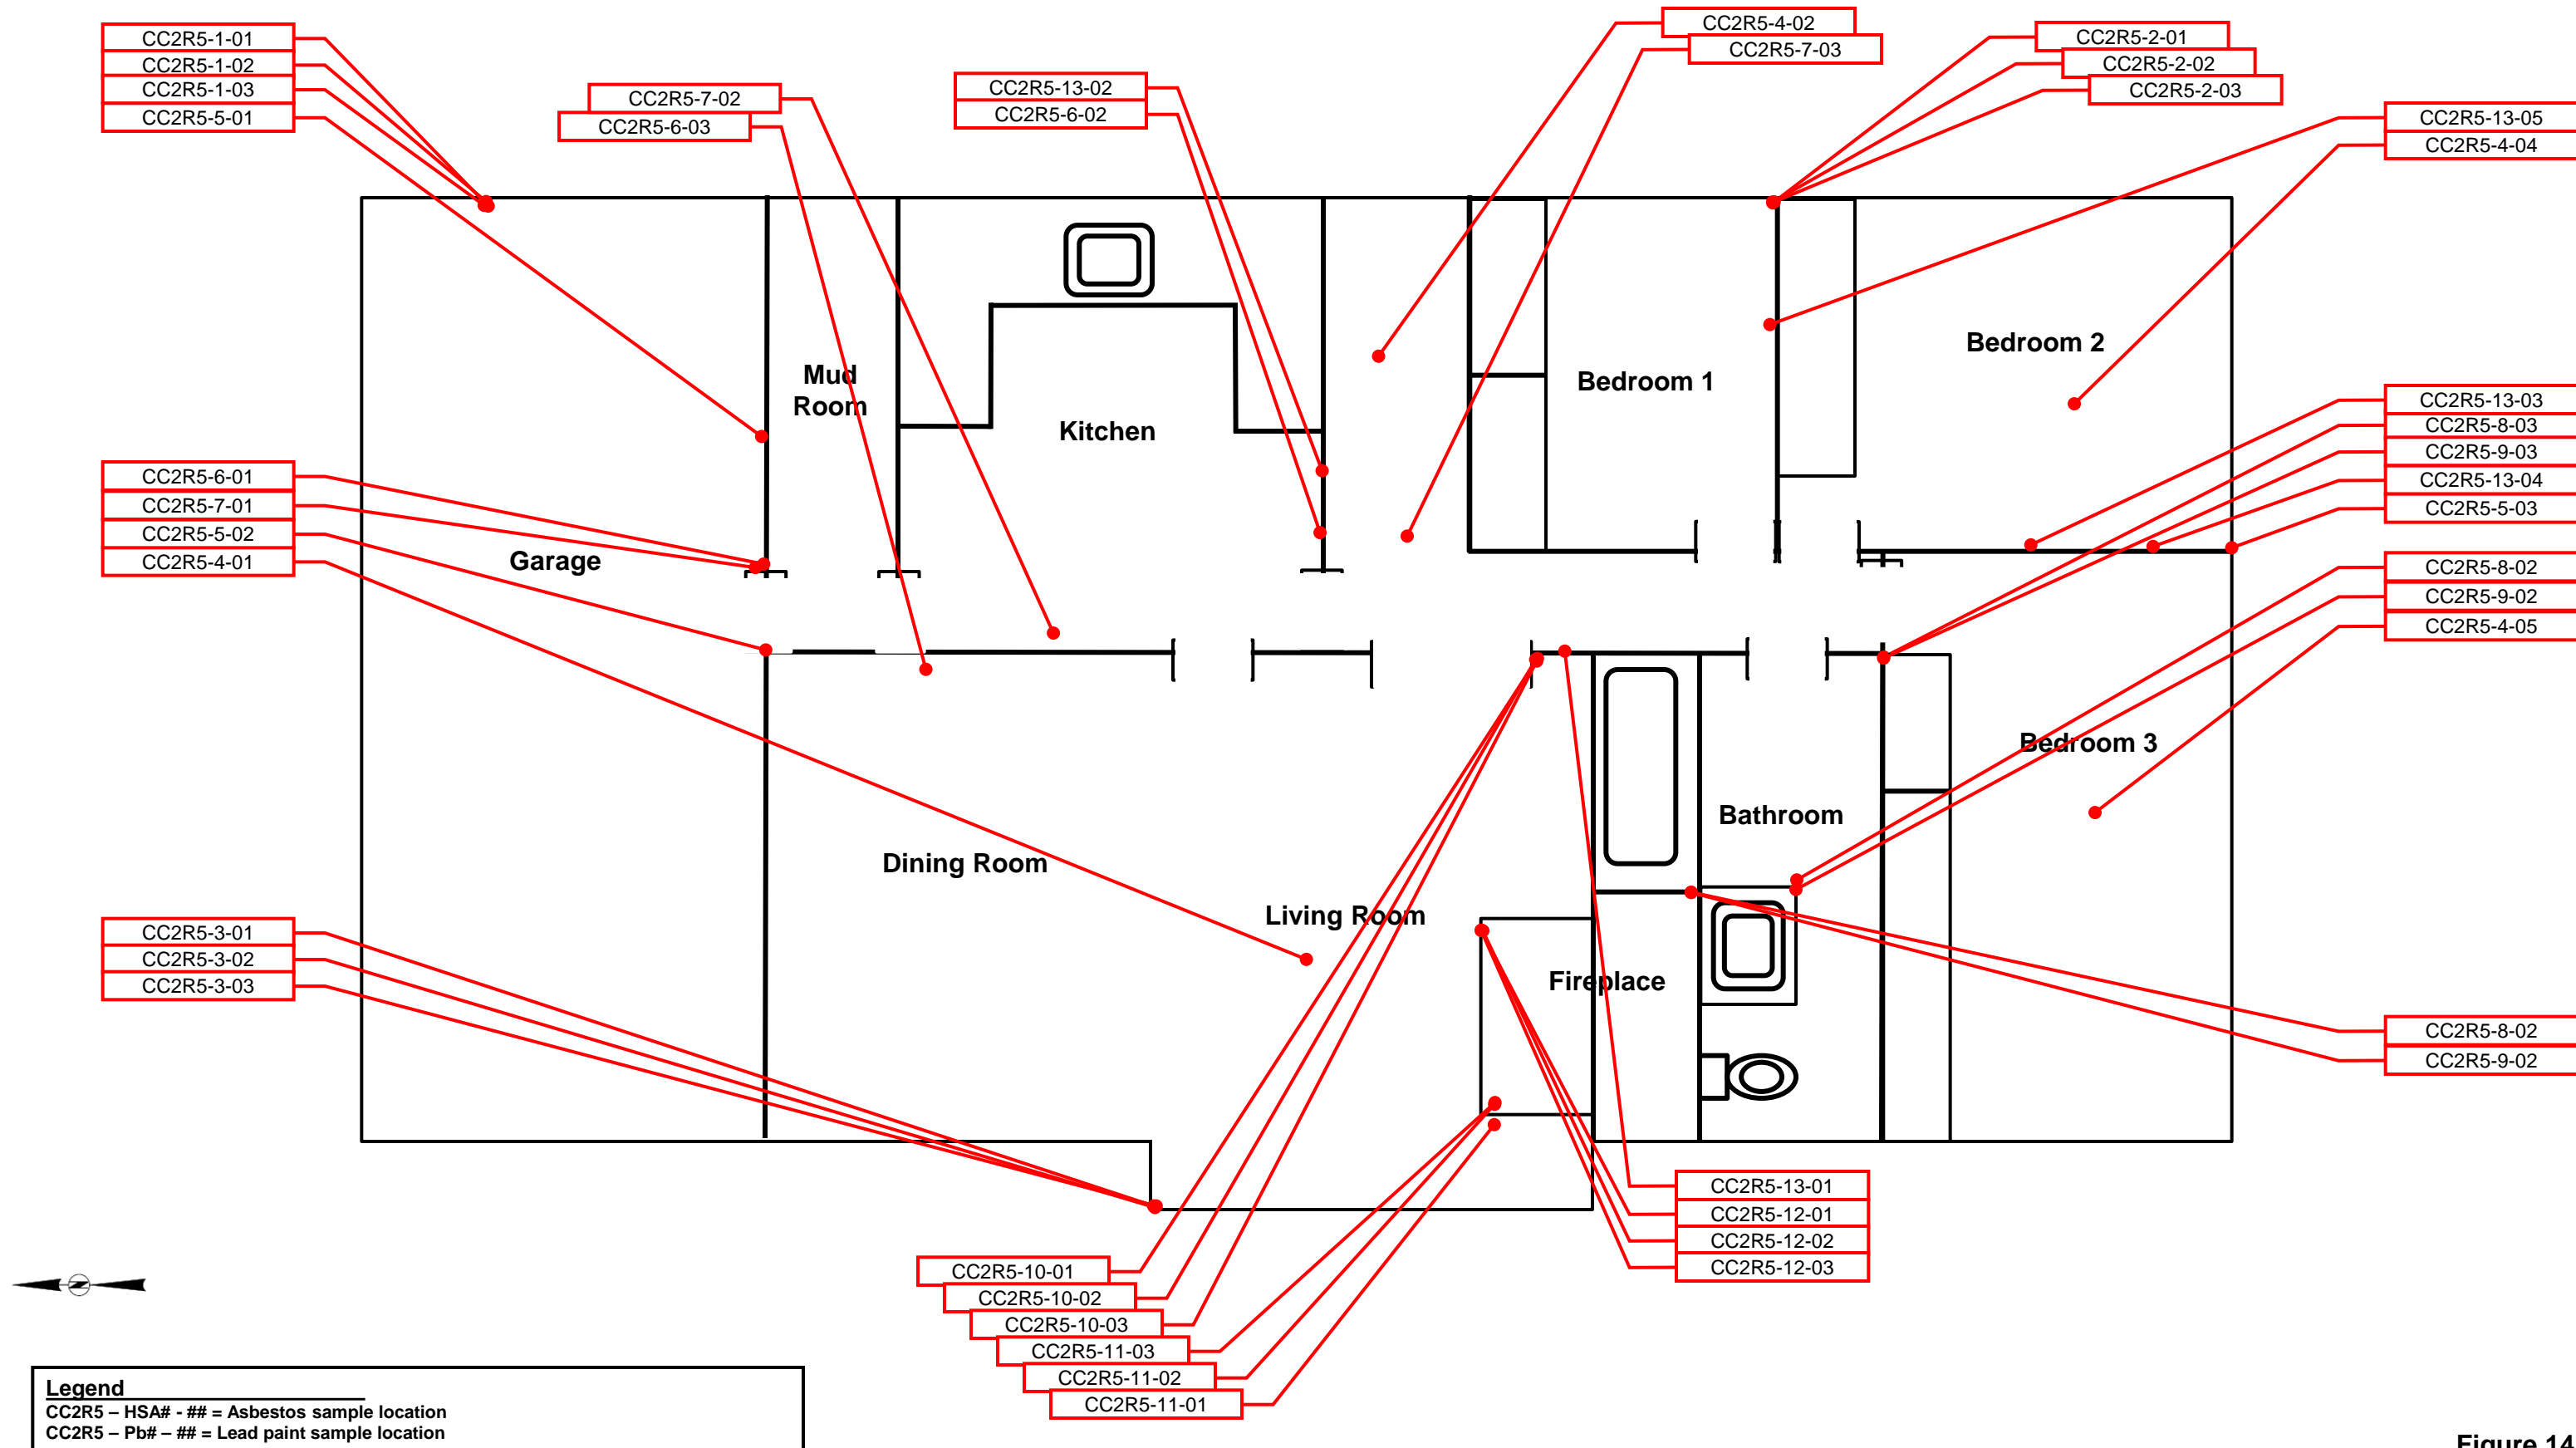 CC2R5-1-01
CC2R5-1-02
CC2R5-1-03
CC2R5-5-01
CC2R5-7-02
CC2R5-6-03
CC2R5-13-02
CC2R5-6-02
CC2R5-4-02
CC2R5-7-03
CC2R5-2-01
CC2R5-2-02
CC2R5-2-03
CC2R5-13-05
CC2R5-4-04
Mud
Room
Kitchen
Bedroom 1
Bedroom 2
CC2R5-13-03
CC2R5-8-03
CC2R5-9-03
CC2R5-13-04
CC2R5-5-03
CC2R5-6-01
CC2R5-7-01
CC2R5-5-02
CC2R5-4-01
Garage
CC2R5-8-02
CC2R5-9-02
CC2R5-4-05
Bedroom 3
Bathroom
Dining Room
Living Room
Fireplace
CC2R5-3-01
CC2R5-3-02
CC2R5-3-03
CC2R5-8-02
CC2R5-9-02
CC2R5-13-01
CC2R5-12-01
CC2R5-12-02
CC2R5-12-03
CC2R5-10-01
CC2R5-10-02
CC2R5-10-03
CC2R5-11-03
CC2R5-11-02
CC2R5-11-01
Z
Legend
CC2R5 – HSA# - ## = Asbestos sample location
CC2R5 – Pb# – ## = Lead paint sample location
Figure 14